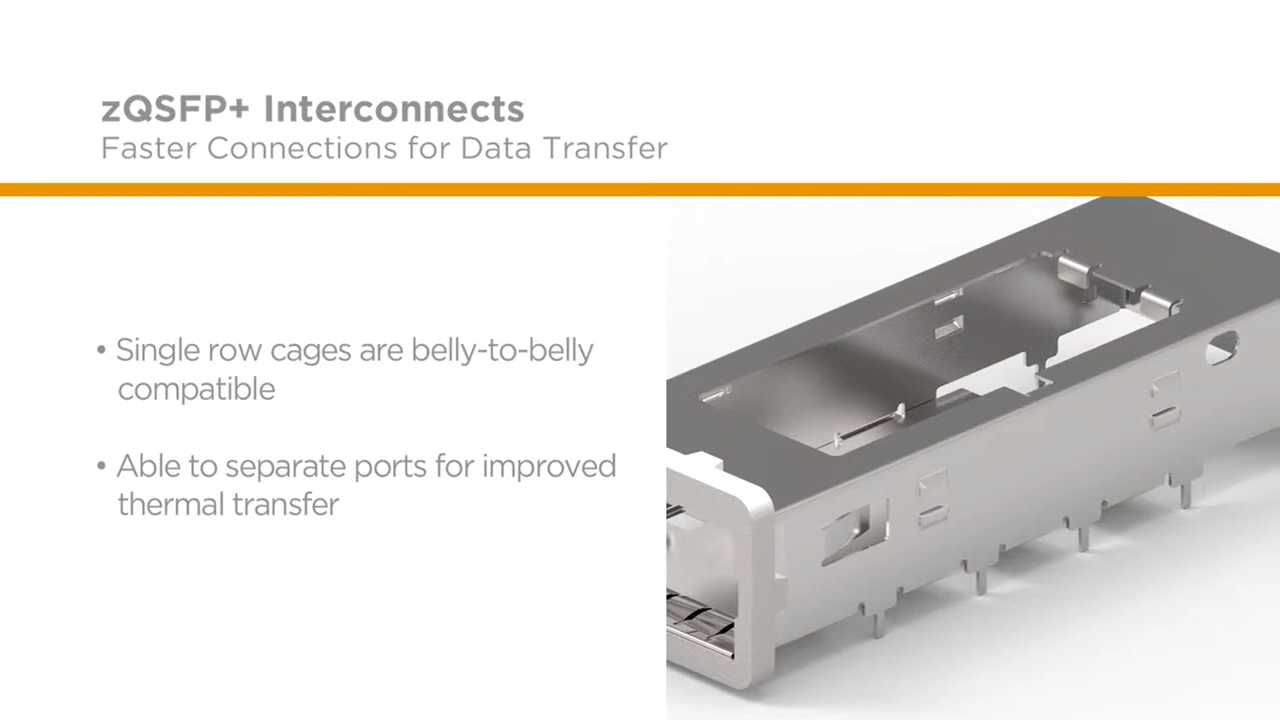 zQSFP+ Interconnects
Faster Connections for Data Transfer
• Single row cages are belly-to-belly
compatible
• Able to separate ports for improved
thermal transfer